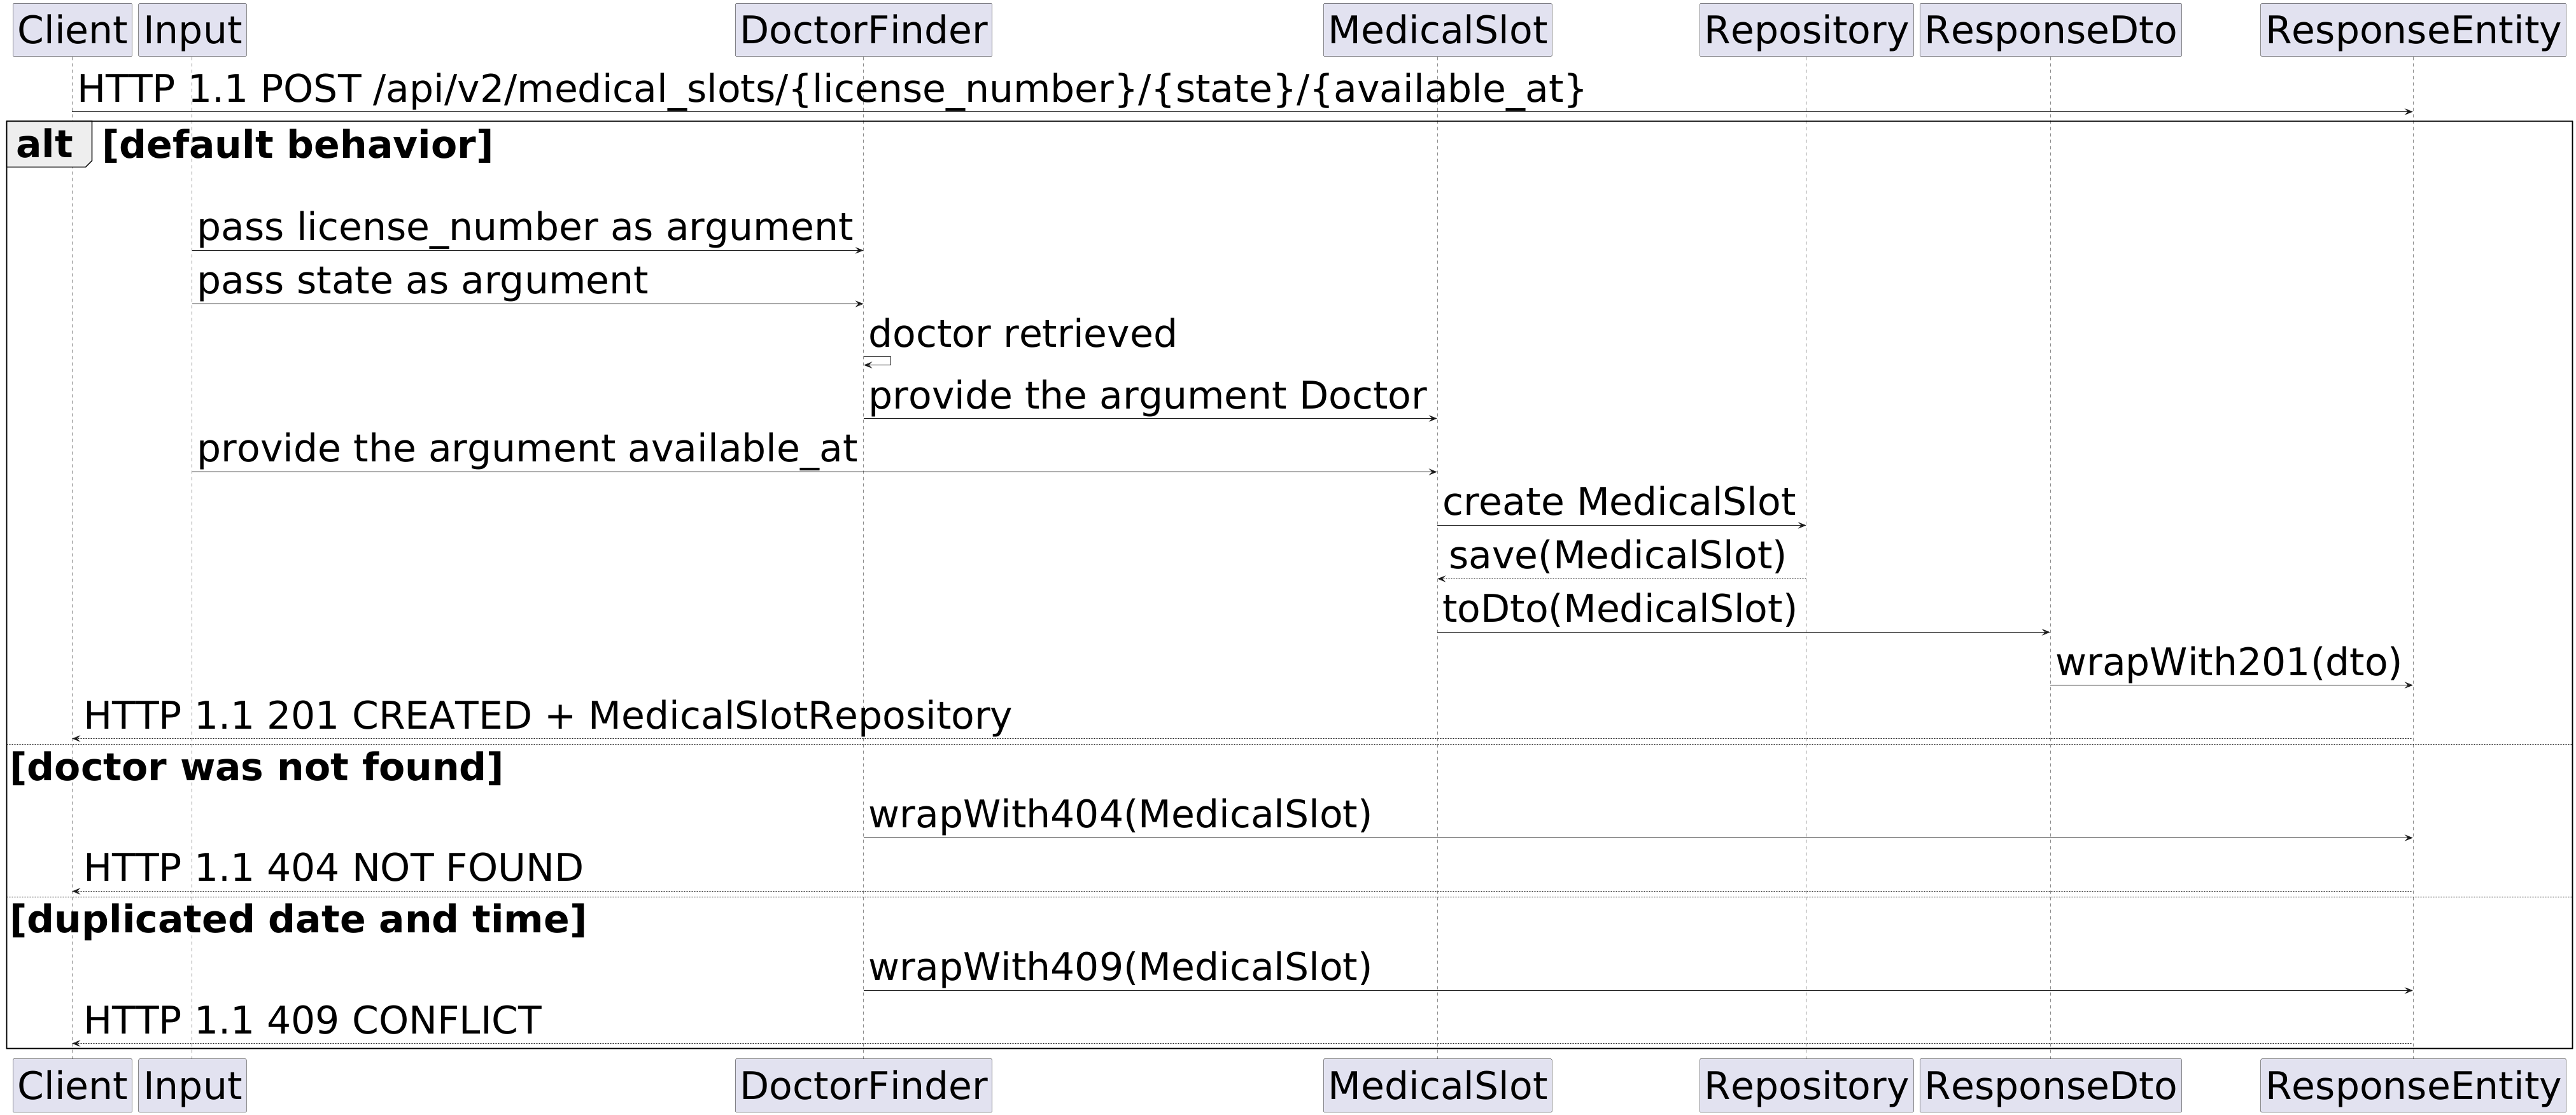 Client Input DoctorFinder MedicalSlot Repository ResponseDto ResponseEntity
HTTP 1.1 POST /api/v2/medical_slots/{license_number}/{state}/{available_at}
alt [default behavior]
pass license_number as argument
pass state as argument
doctor retrieved
provide the argument Doctor
provide the argument available_at
create MedicalSlot
save(MedicalSlot)
toDto(MedicalSlot)
wrapWith201(dto)
HTTP 1.1 201 CREATED + MedicalSlotRepository
[doctor was not found]
wrapWith404(MedicalSlot)
HTTP 1.1 404 NOT FOUND
[duplicated date and time]
wrapWith409(MedicalSlot)
HTTP 1.1 409 CONFLICT
Client Input DoctorFinder MedicalSlot Repository ResponseDto ResponseEntity